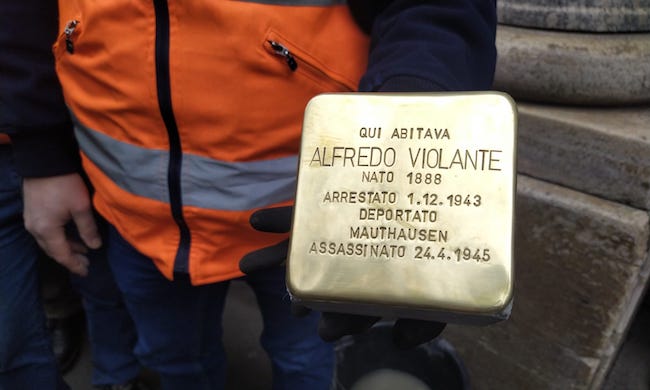 QUI ABITAVA
ALFREDO VIOLANTE
NATO 1888
ARRESTATO 1.12.1943
DEPORTATO
MAUTHAUSEN
ASSASSINATO 24.4.1945